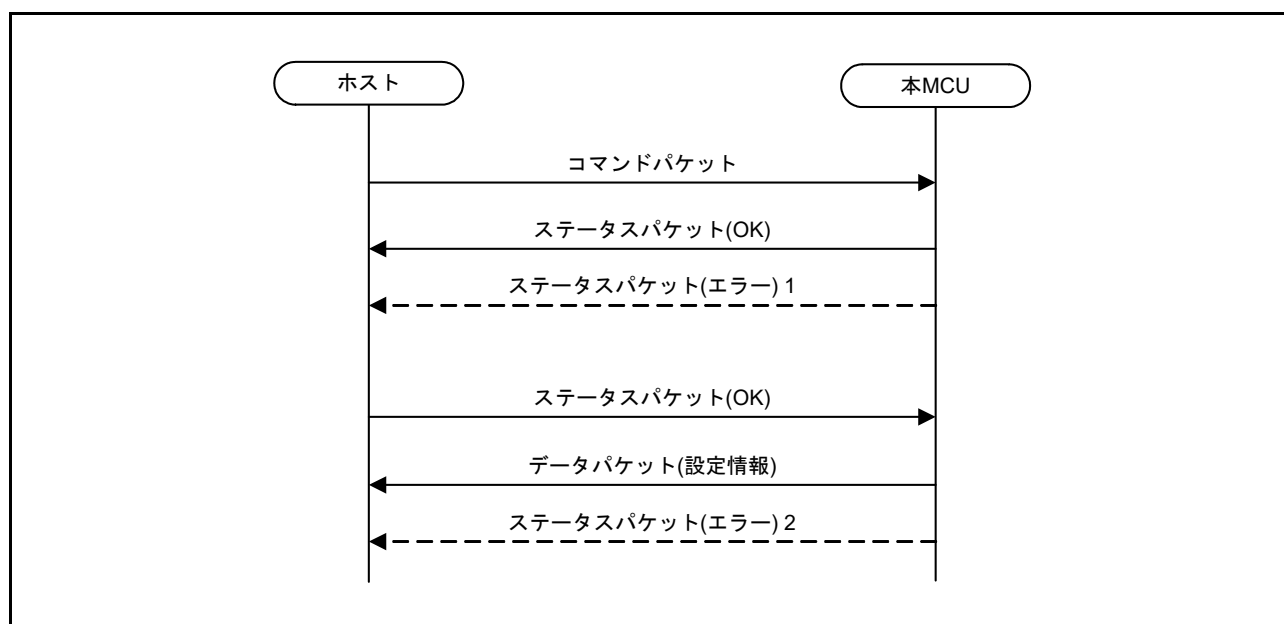 ホスト
本MCU
コマンドパケット
ステータスパケット(OK)
ステータスパケット(エラー) 1
ステータスパケット(OK)
データパケット(設定情報)
ステータスパケット(エラー) 2